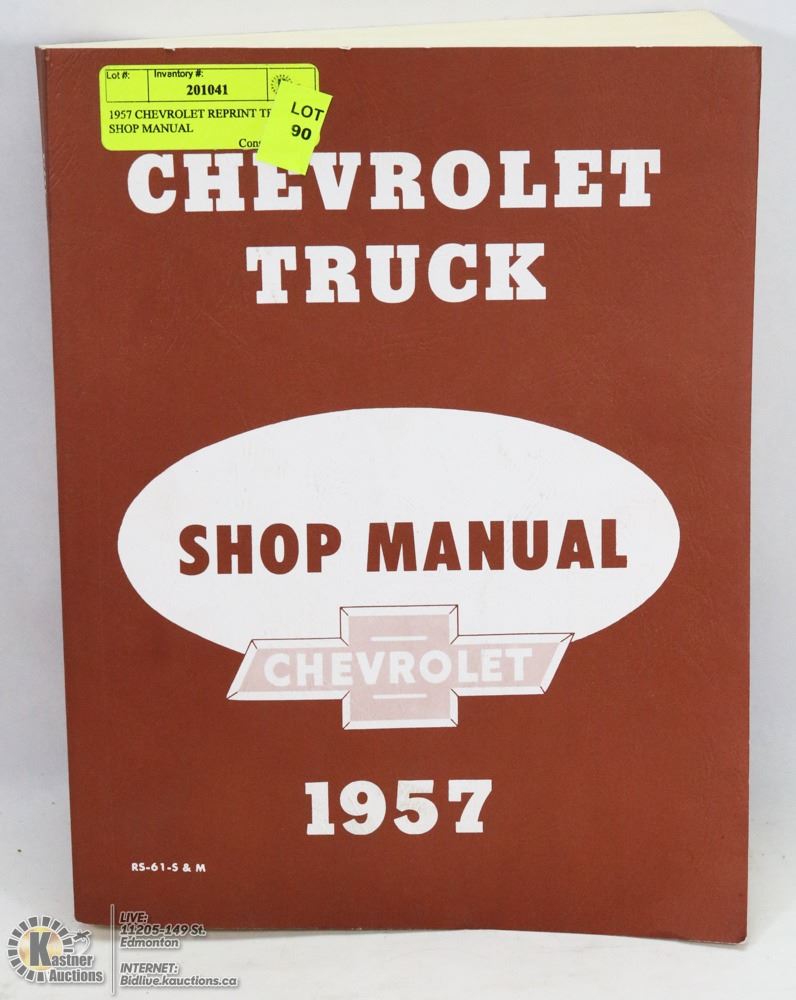 Lot #:
Inventory #:
201041
1957 CHEVROLET REPRINT
SHOP MANUAL
LOT
90
CHEVROLET
TRUCK
SHOP MANUAL
CHEVROLET
1957
RS-61-S & M
Kastner
Auctions
LIVE:
11205-149 St.
Edmonton
INTERNET:
Bidlive.kauctions.ca